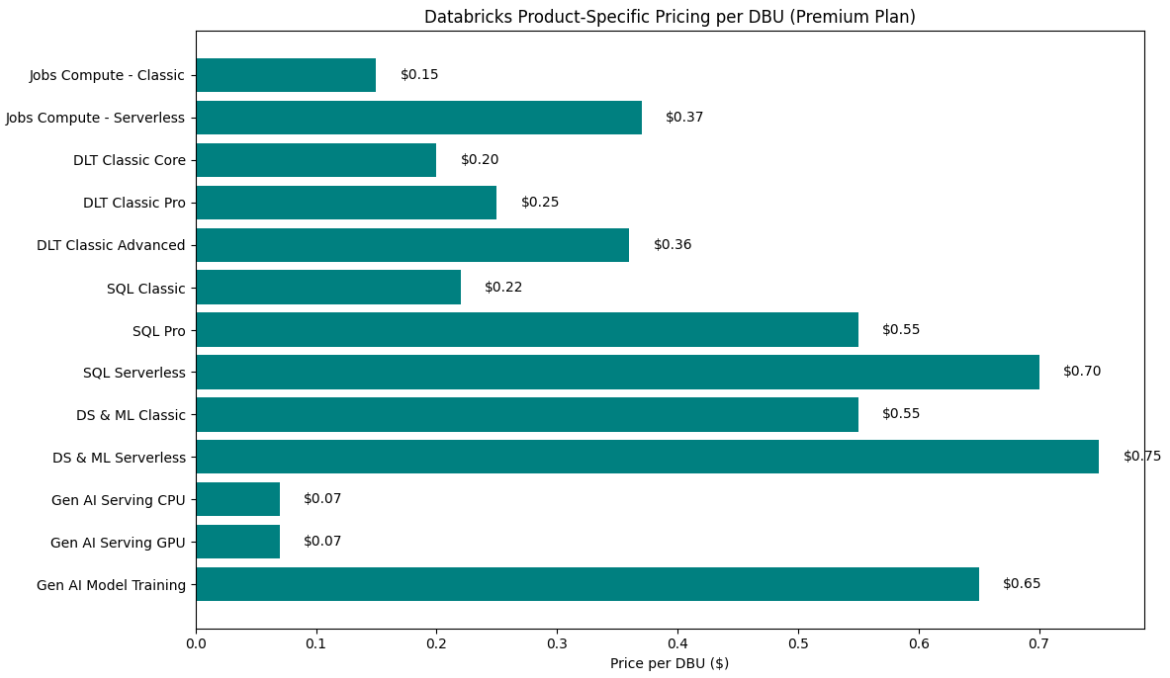 Databricks Product-Specific Pricing per DBU (Premium Plan)
Jobs Compute - Classic $0.15
Jobs Compute - Serverless $0.37
DLT Classic Core $0.20
DLT Classic Pro $0.25
DLT Classic Advanced $0.36
SQL Classic $0.22
SQL Pro $0.55
SQL Serverless $0.70
DS & ML Classic $0.55
DS & ML Serverless $0.75
Gen AI Serving CPU $0.07
Gen AI Serving GPU $0.07
Gen AI Model Training $0.65
0.0 0.1 0.2 0.3 0.4 0.5 0.6 0.7
Price per DBU ($)